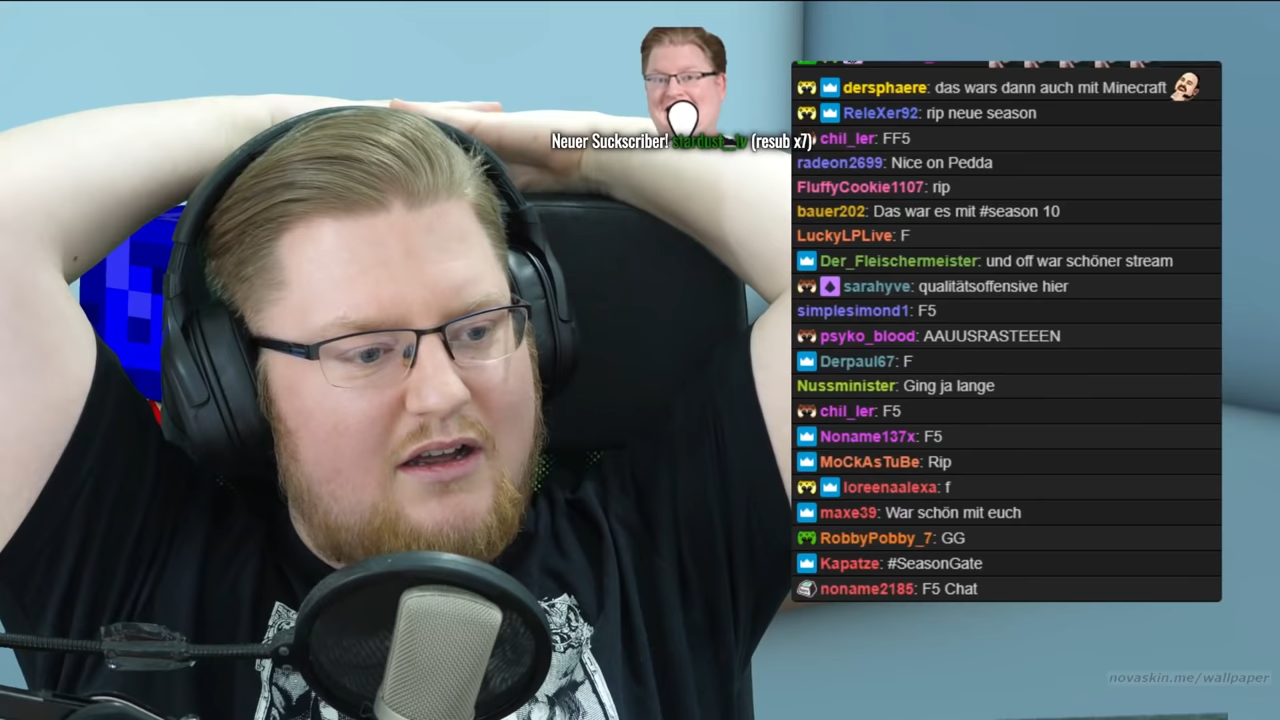 dersphaere: das wars dann auch mit Minecraft
ReleXer92: rip neue season
Neuer Suckscriber! stardust_tv (resub x7)
chil_ler: FF5
radeon2699: Nice on Pedda
FluffyCookie1107: rip
bauer202: Das war es mit #season 10
LuckyLPLive: F
Der_Fleischermeister: und off war schöner stream
sarahyve: qualitätsoffensive hier
simplesimond1: F5
psyko_blood: AAUUSRASTEEEN
Derpaul67: F
Nussminister: Ging ja lange
chil_ler: F5
Noname137x: F5
MoCkAsTuBe: Rip
loreenaalexa: f
maxe39: War schön mit euch
RobbyPobby_7: GG
Kapatze: #SeasonGate
noname2185: F5 Chat
novaskin.me/wallpaper